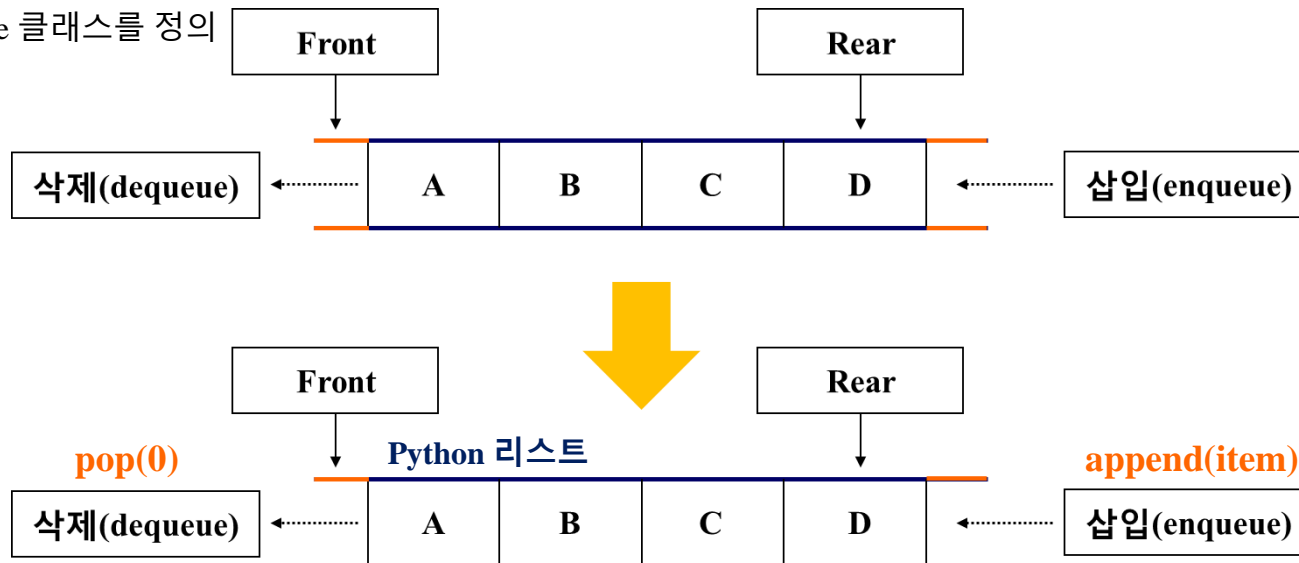 e 클래스를 정의
Front
Rear
삭제(dequeue)
A
B
C
D
삽입(enqueue)
Front
Rear
pop(0)
Python 리스트
append(item)
삭제(dequeue)
A
B
C
D
삽입(enqueue)